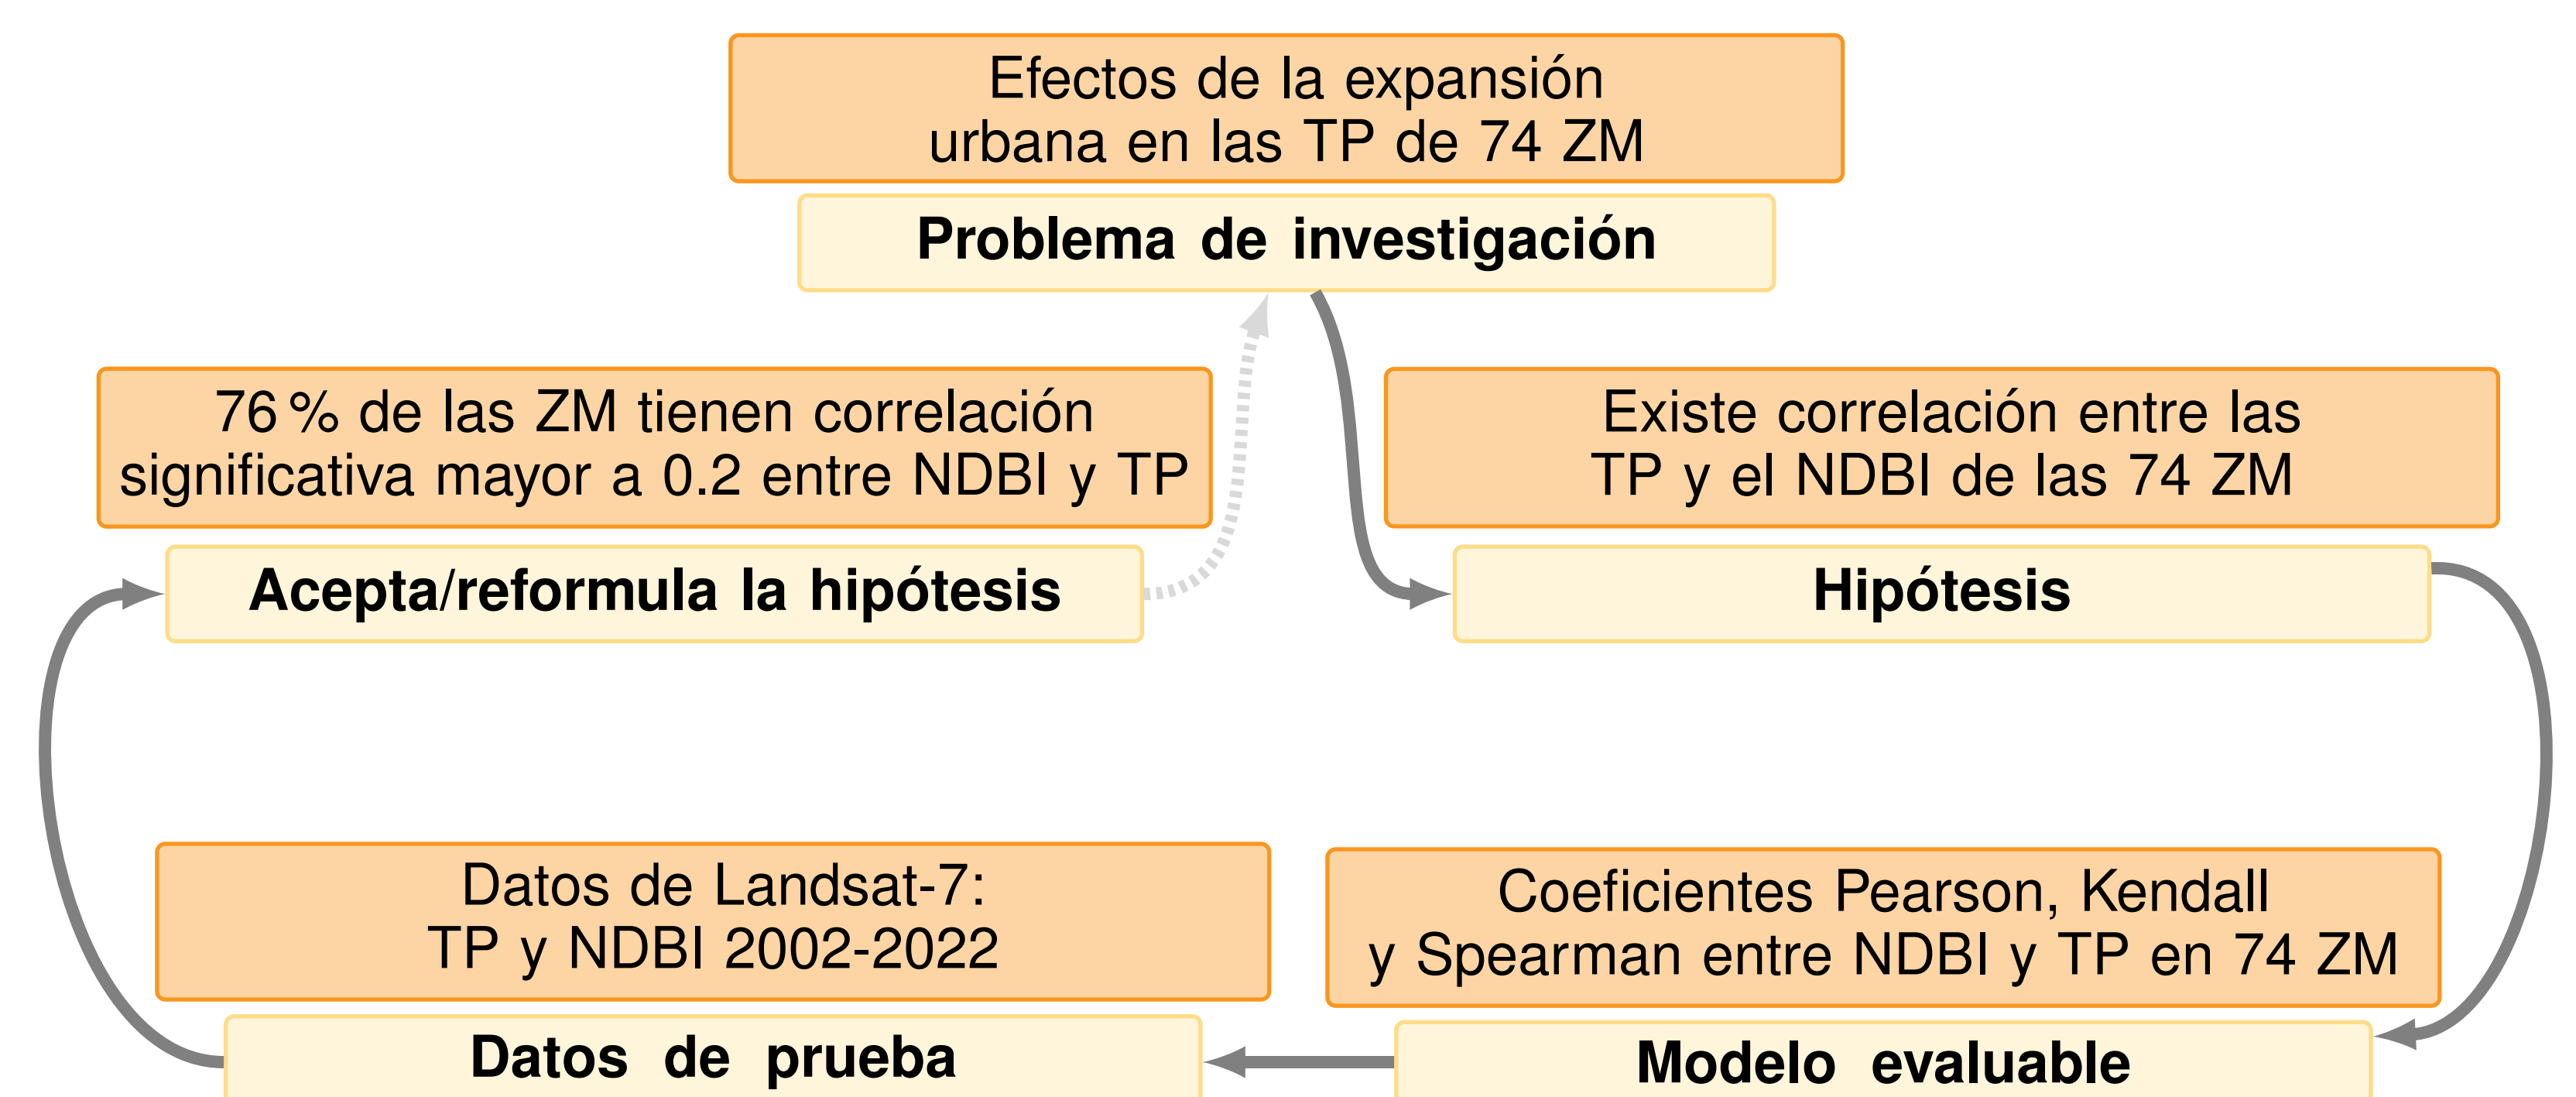 Efectos de la expansión
urbana en las TP de 74 ZM
Problema de investigación
76 % de las ZM tienen correlación
significativa mayor a 0.2 entre NDBI y TP
Acepta/reformula la hipótesis
Existe correlación entre las
TP y el NDBI de las 74 ZM
Hipótesis
Datos de Landsat-7:
TP y NDBI 2002-2022
Datos de prueba
Coeficientes Pearson, Kendall
y Spearman entre NDBI y TP en 74 ZM
Modelo evaluable